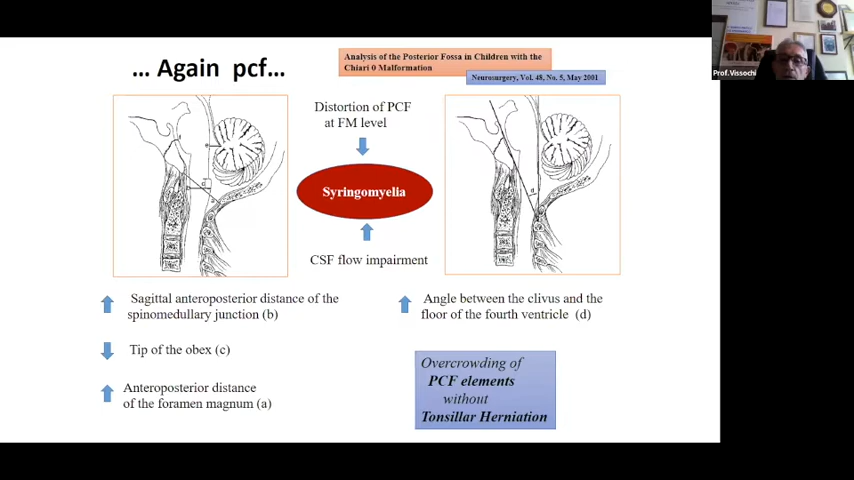 … Again pcf…
Analysis of the Posterior Fossa in Children with the
Chiari 0 Malformation
Neurosurgery, Vol. 48, No. 5, May 2001
Prof.Vissochi
Distortion of PCF
at FM level
Syringomyelia
CSF flow impairment
Sagittal anteroposterior distance of the
spinomedullary junction (b)
Tip of the obex (c)
Anteroposterior distance
of the foramen magnum (a)
Angle between the clivus and the
floor of the fourth ventricle (d)
Overcrowding of
PCF elements
without
Tonsillar Herniation